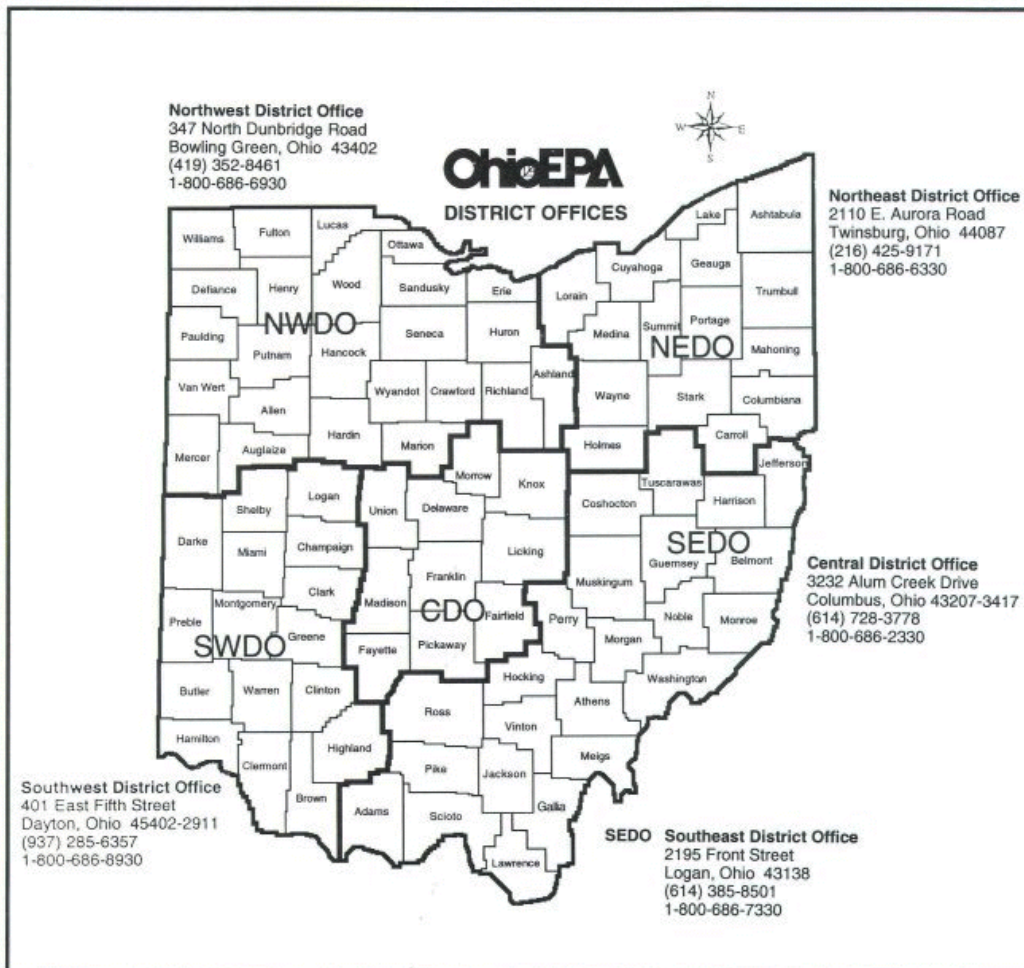 Northwest District Office
347 North Dunbridge Road
Bowling Green, Ohio 43402
(419) 352-8461
1-800-686-6930
N
W E
S
OhioEPA
DISTRICT OFFICES
Northeast District Office
2110 E. Aurora Road
Twinsburg, Ohio 44087
(216) 425-9171
1-800-686-6330
Williams
Fulton
Lucas
Ottawa
Defiance
Henry
Wood
Sandusky
Erie
NWDO
Paulding
Putnam
Hancock
Seneca
Huron
Van Wert
Allen
Wyandot
Crawford
Richland
Ashland
Mercer
Auglaize
Hardin
Marion
Lake
Ashtabula
Geauga
Cuyahoga
Lorain
Trumbull
Medina
Summit
Portage
NEDO
Mahoning
Wayne
Stark
Columbiana
Holmes
Carroll
Logan
Shelby
Darke
Miami
Champaign
Clark
Preble
Montgomery
Greene
SWDO
Butler
Warren
Clinton
Hamilton
Clermont
Brown
Highland
Morrow
Knox
Union
Delaware
Licking
Franklin
Madison
CDO
Fairfield
Fayette
Pickaway
Jefferson
Tuscarawas
Coshocton
Harrison
SEDO
Guernsey
Belmont
Muskingum
Perry
Noble
Monroe
Morgan
Hocking
Washington
Athens
Ross
Vinton
Meigs
Pike
Jackson
Gallia
Adams
Scioto
Lawrence
Central District Office
3232 Alum Creek Drive
Columbus, Ohio 43207-3417
(614) 728-3778
1-800-686-2330
Southwest District Office
401 East Fifth Street
Dayton, Ohio 45402-2911
(937) 285-6357
1-800-686-8930
SEDO Southeast District Office
2195 Front Street
Logan, Ohio 43138
(614) 385-8501
1-800-686-7330